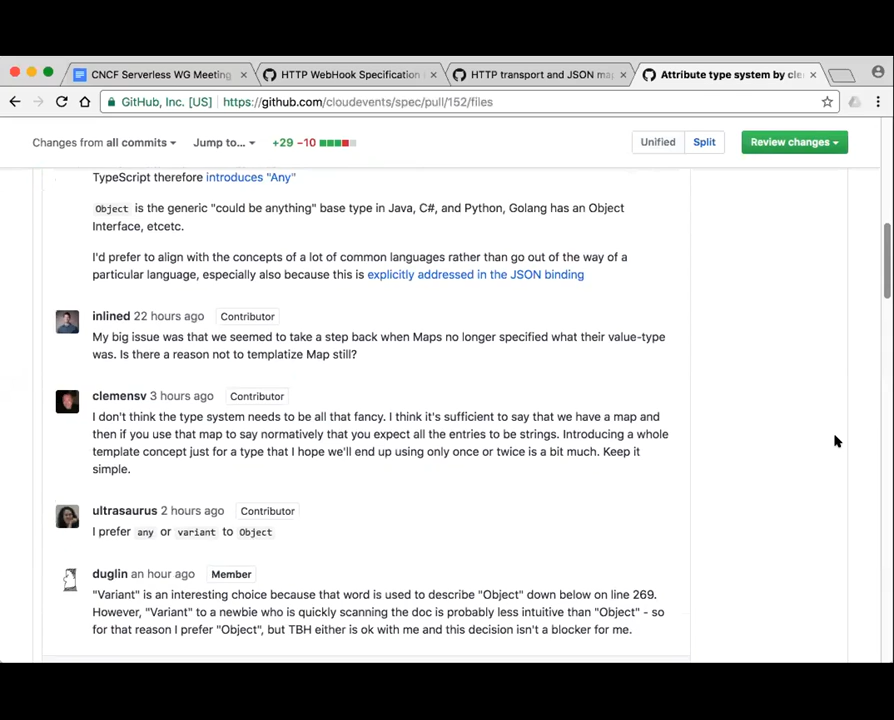 CNCF Serverless WG Meeting
HTTP WebHook Specification
HTTP transport and JSON ma
Attribute type system by cle
GitHub, Inc. [US]
https://github.com/cloudevents/spec/pull/152/files
Changes from all commits
Jump to...
+29 −10
Unified
Split
Review changes
TypeScript therefore introduces "Any"
Object is the generic "could be anything" base type in Java, C#, and Python, Golang has an Object
Interface, etcetc.
I'd prefer to align with the concepts of a lot of common languages rather than go out of the way of a
particular language, especially also because this is explicitly addressed in the JSON binding
inlined 22 hours ago Contributor
My big issue was that we seemed to take a step back when Maps no longer specified what their value-type
was. Is there a reason not to templatize Map still?
clemensv 3 hours ago Contributor
I don't think the type system needs to be all that fancy. I think it's sufficient to say that we have a map and
then if you use that map to say normatively that you expect all the entries to be strings. Introducing a whole
template concept just for a type that I hope we'll end up using only once or twice is a bit much. Keep it
simple.
ultrasaurus 2 hours ago Contributor
I prefer any or variant to Object
duglin an hour ago Member
"Variant" is an interesting choice because that word is used to describe "Object" down below on line 269.
However, "Variant" to a newbie who is quickly scanning the doc is probably less intuitive than "Object" - so
for that reason I prefer "Object", but TBH either is ok with me and this decision isn't a blocker for me.